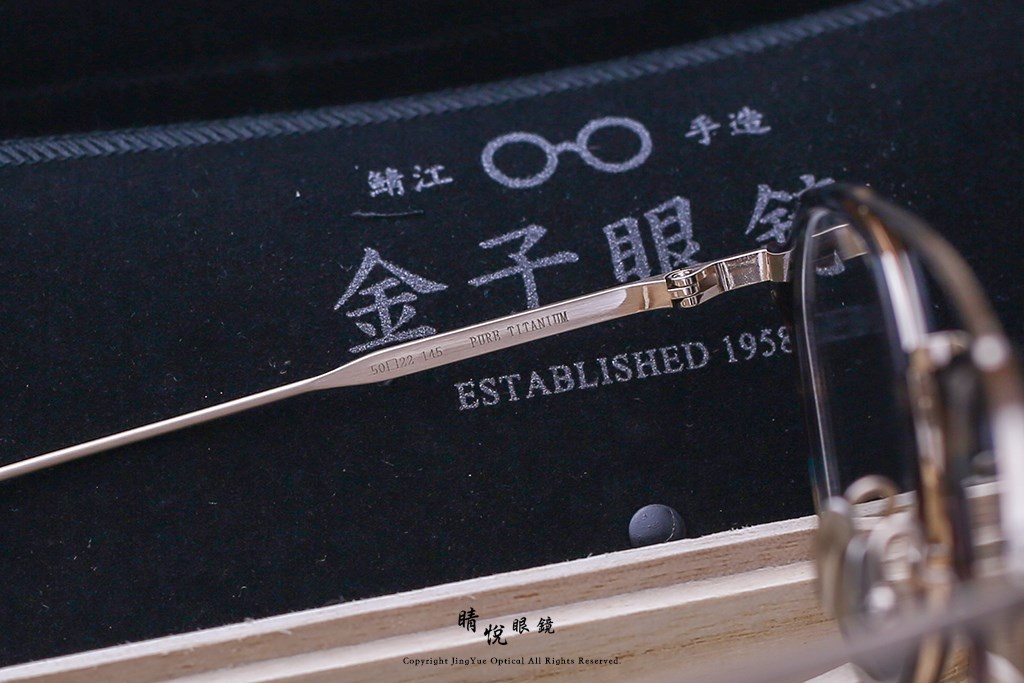 鯖江 手造
金子眼鏡
50□22 145 PURE TITANIUM
ESTABLISHED 1958
睛悅眼鏡
Copyright JingYue Optical All Rights Reserved.